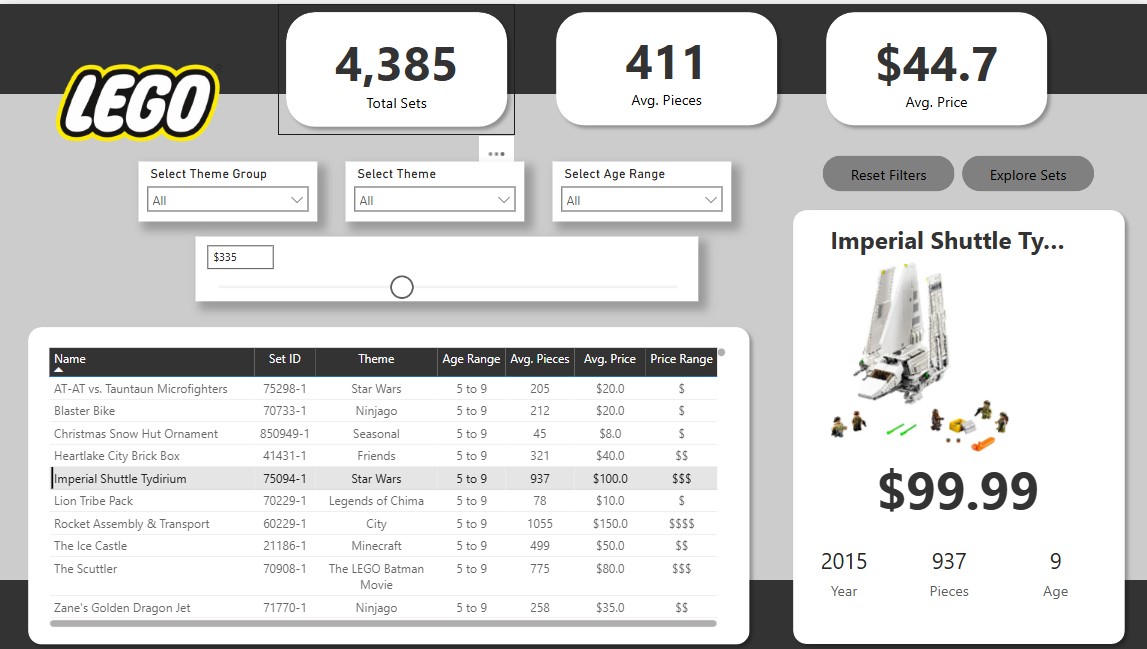 LEGO
4,385
Total Sets
411
Avg. Pieces
$44.7
Avg. Price
Select Theme Group
All
Select Theme
All
Select Age Range
All
Reset Filters
Explore Sets
$335
Name Set ID Theme Age Range Avg. Pieces Avg. Price Price Range
AT-AT vs. Tauntaun Microfighters 75298-1 Star Wars 5 to 9 205 $20.0 $
Blaster Bike 70733-1 Ninjago 5 to 9 212 $20.0 $
Christmas Snow Hut Ornament 850949-1 Seasonal 5 to 9 45 $8.0 $
Heartlake City Brick Box 41431-1 Friends 5 to 9 321 $40.0 $$
Imperial Shuttle Tydirium 75094-1 Star Wars 5 to 9 937 $100.0 $$$
Lion Tribe Pack 70229-1 Legends of Chima 5 to 9 78 $10.0 $
Rocket Assembly & Transport 60229-1 City 5 to 9 1055 $150.0 $$$$
The Ice Castle 21186-1 Minecraft 5 to 9 499 $50.0 $$
The Scuttler 70908-1 The LEGO Batman 5 to 9 775 $80.0 $$$
Movie
Zane's Golden Dragon Jet 71770-1 Ninjago 5 to 9 258 $35.0 $$
Imperial Shuttle Ty...
$99.99
2015 937 9
Year Pieces Age